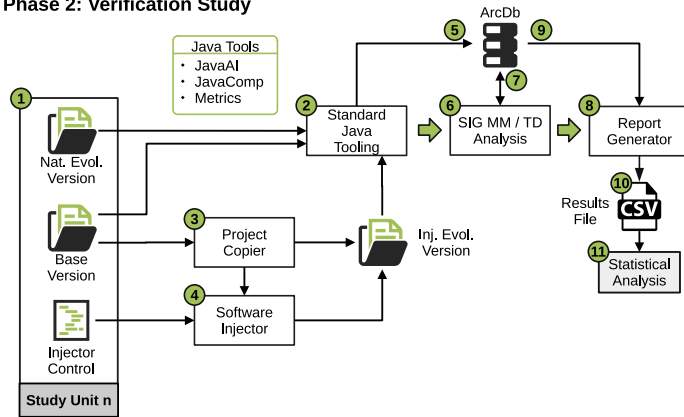 Phase 2: Verification Study
Java Tools
· JavaAI
· JavaComp
· Metrics
5
ArcDb
9
7
1
Nat. Evol.
Version
2
Standard
Java
Tooling
6
SIG MM / TD
Analysis
8
Report
Generator
Base
Version
3
Project
Copier
Inj. Evol.
Version
10
Results
File
CSV
4
Software
Injector
11
Statistical
Analysis
Injector
Control
Study Unit n